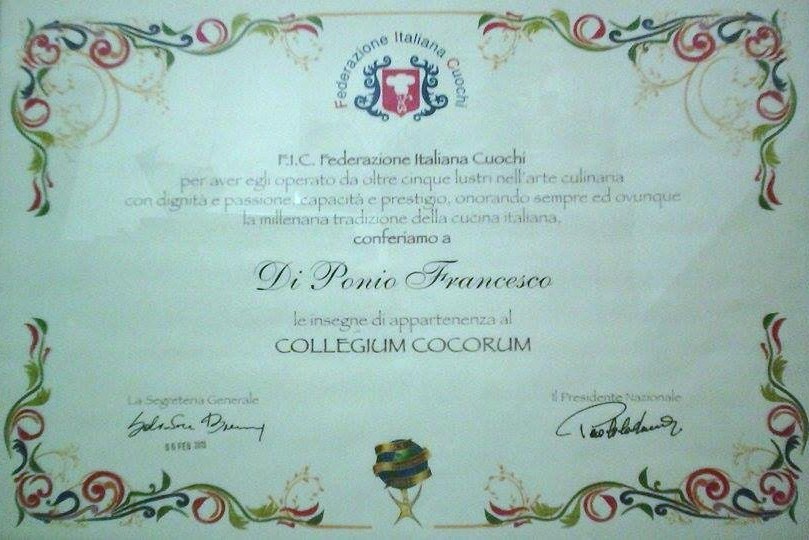 Federazione Italiana Cuochi
F.I.C. Federazione Italiana Cuochi
per aver egli operato da oltre cinque lustri nell'arte culinaria
con dignità e passione, capacità e prestigio, onorando sempre ed ovunque
la millenaria tradizione della cucina italiana,
conferiamo a
Di Ponio Francesco
le insegne di appartenenza al
COLLEGIUM COCORUM
La Segreteria Generale
Il Presidente Nazionale